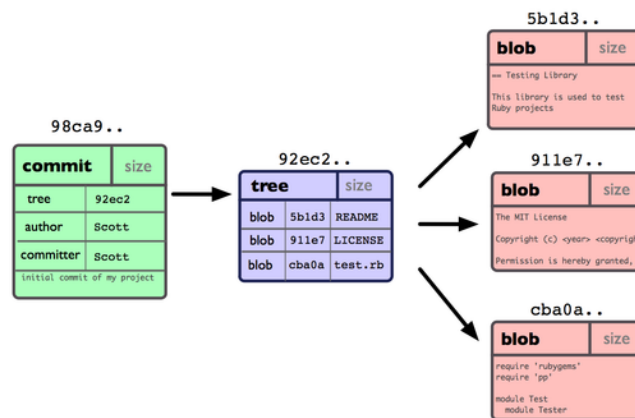 98ca9..
commit size
tree 92ec2
author Scott
committer Scott
initial commit of my project
92ec2..
tree size
blob 5b1d3 README
blob 911e7 LICENSE
blob cba0a test.rb
5b1d3..
blob size
== Testing Library
This library is used to test
Ruby projects
911e7..
blob size
The MIT License
Copyright (c) <year> <copyright
Permission is hereby granted,
cba0a..
blob size
require 'rubygems'
require 'pp'
module Test
module Tester